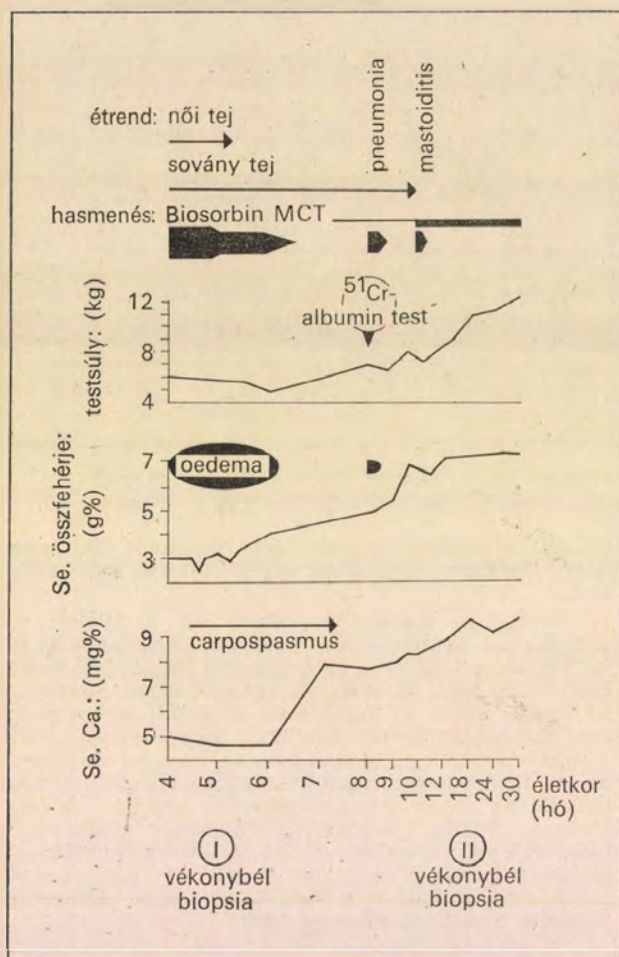 étrend: női tej
sovány tej
pneumonia
mastoiditis
hasmenés: Biosorbin MCT
testsúly: (kg)
12
8
4
51Cr-
albumin test
Se. összfehérje:
(g%)
7
5
3
oedema
Se. Ca.: (mg%)
9
7
5
carpospasmus
4 5 6 7 8 9 10 12 18 24 30 életkor
(hó)
I II
vékonybél vékonybél
biopsia biopsia